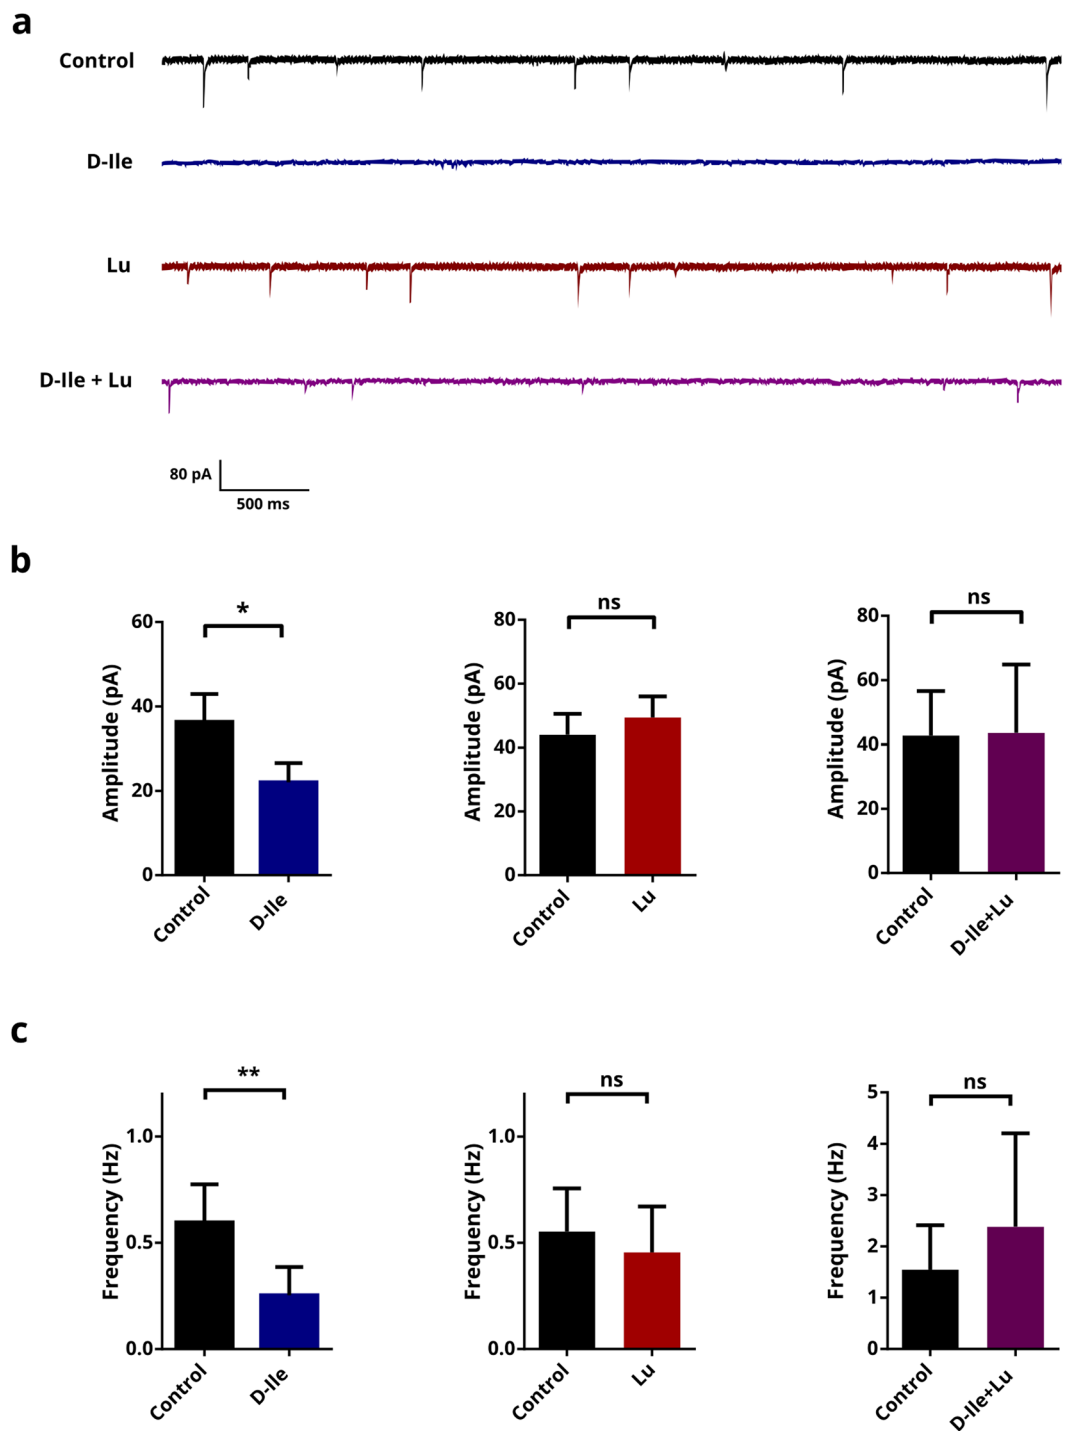 a
Control
D-Ile
Lu
D-Ile + Lu
80 pA
500 ms
b
*
ns
ns
60
40
20
0
Amplitude (pA)
Control
D-Ile
80
60
40
20
0
Amplitude (pA)
Control
Lu
80
60
40
20
0
Amplitude (pA)
Control
D-Ile+Lu
c
**
ns
ns
1.0
0.5
0.0
Frequency (Hz)
Control
D-Ile
1.0
0.5
0.0
Frequency (Hz)
Control
Lu
5
4
3
2
1
0
Frequency (Hz)
Control
D-Ile+Lu